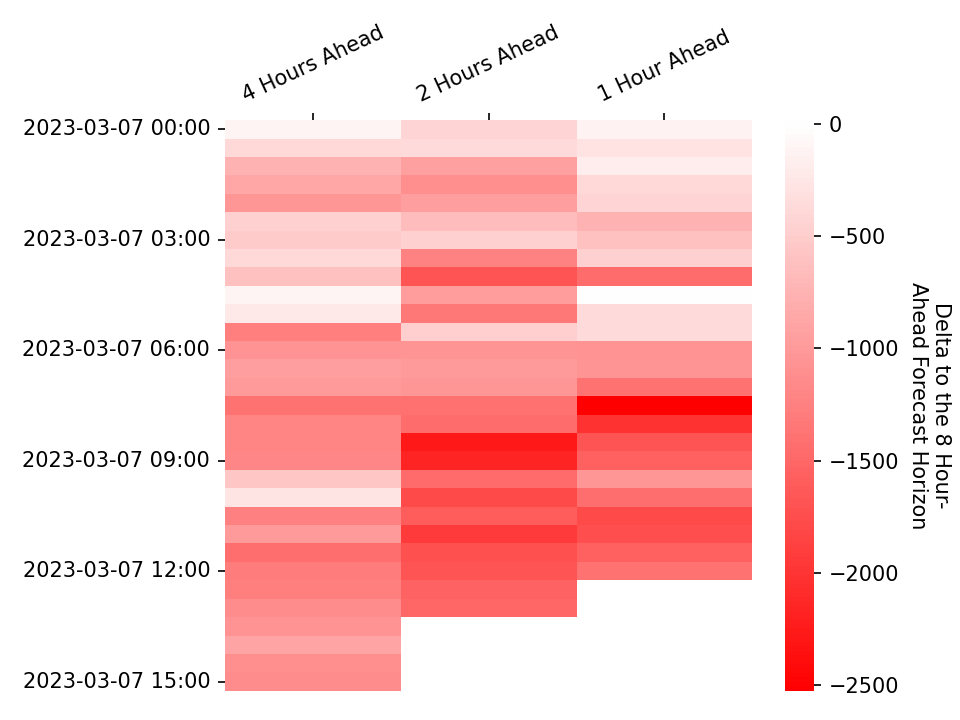 4 Hours Ahead
2 Hours Ahead
1 Hour Ahead
2023-03-07 00:00
2023-03-07 03:00
2023-03-07 06:00
2023-03-07 09:00
2023-03-07 12:00
2023-03-07 15:00
0
−500
−1000
−1500
−2000
−2500
Delta to the 8 Hour-
Ahead Forecast Horizon